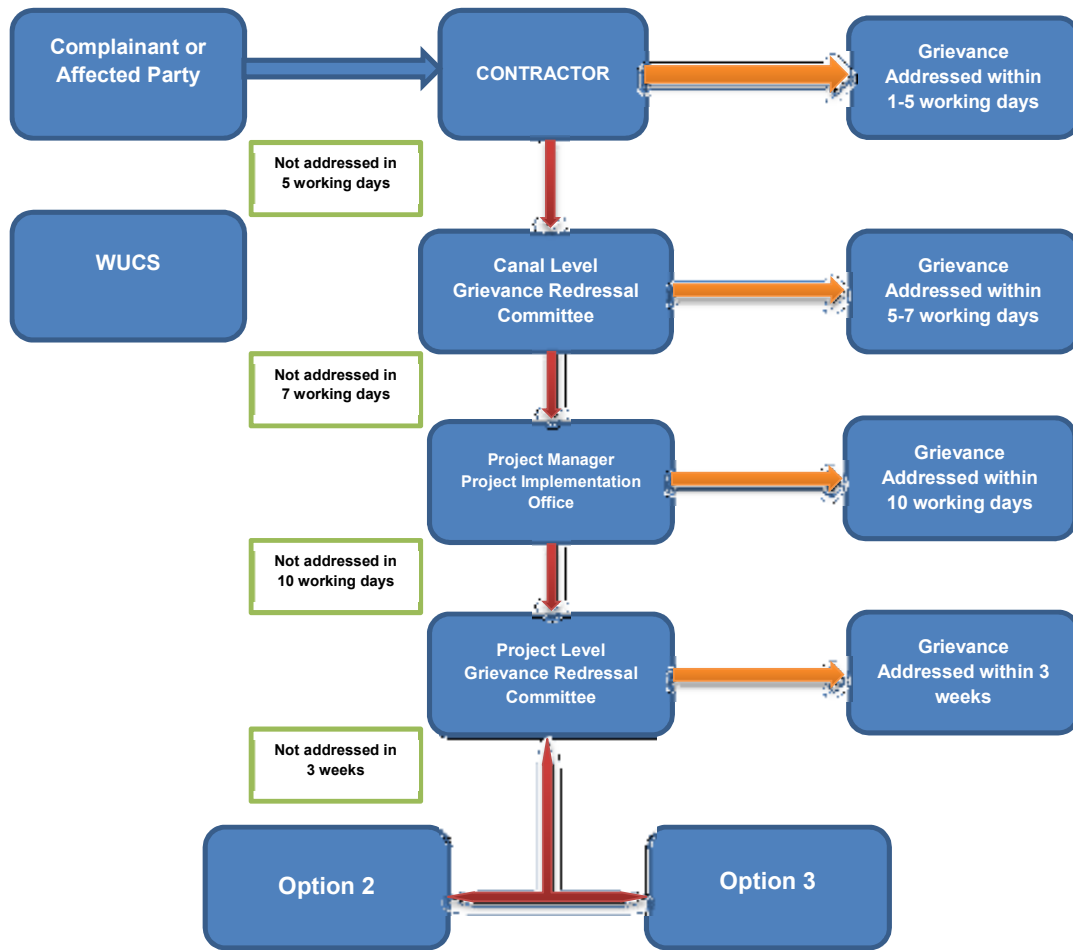 Complainant or
Affected Party
CONTRACTOR
Grievance
Addressed within
1-5 working days
Not addressed in
5 working days
WUCS
Canal Level
Grievance Redressal
Committee
Grievance
Addressed within
5-7 working days
Not addressed in
7 working days
Project Manager
Project Implementation
Office
Grievance
Addressed within
10 working days
Not addressed in
10 working days
Project Level
Grievance Redressal
Committee
Grievance
Addressed within 3
weeks
Not addressed in
3 weeks
Option 2
Option 3